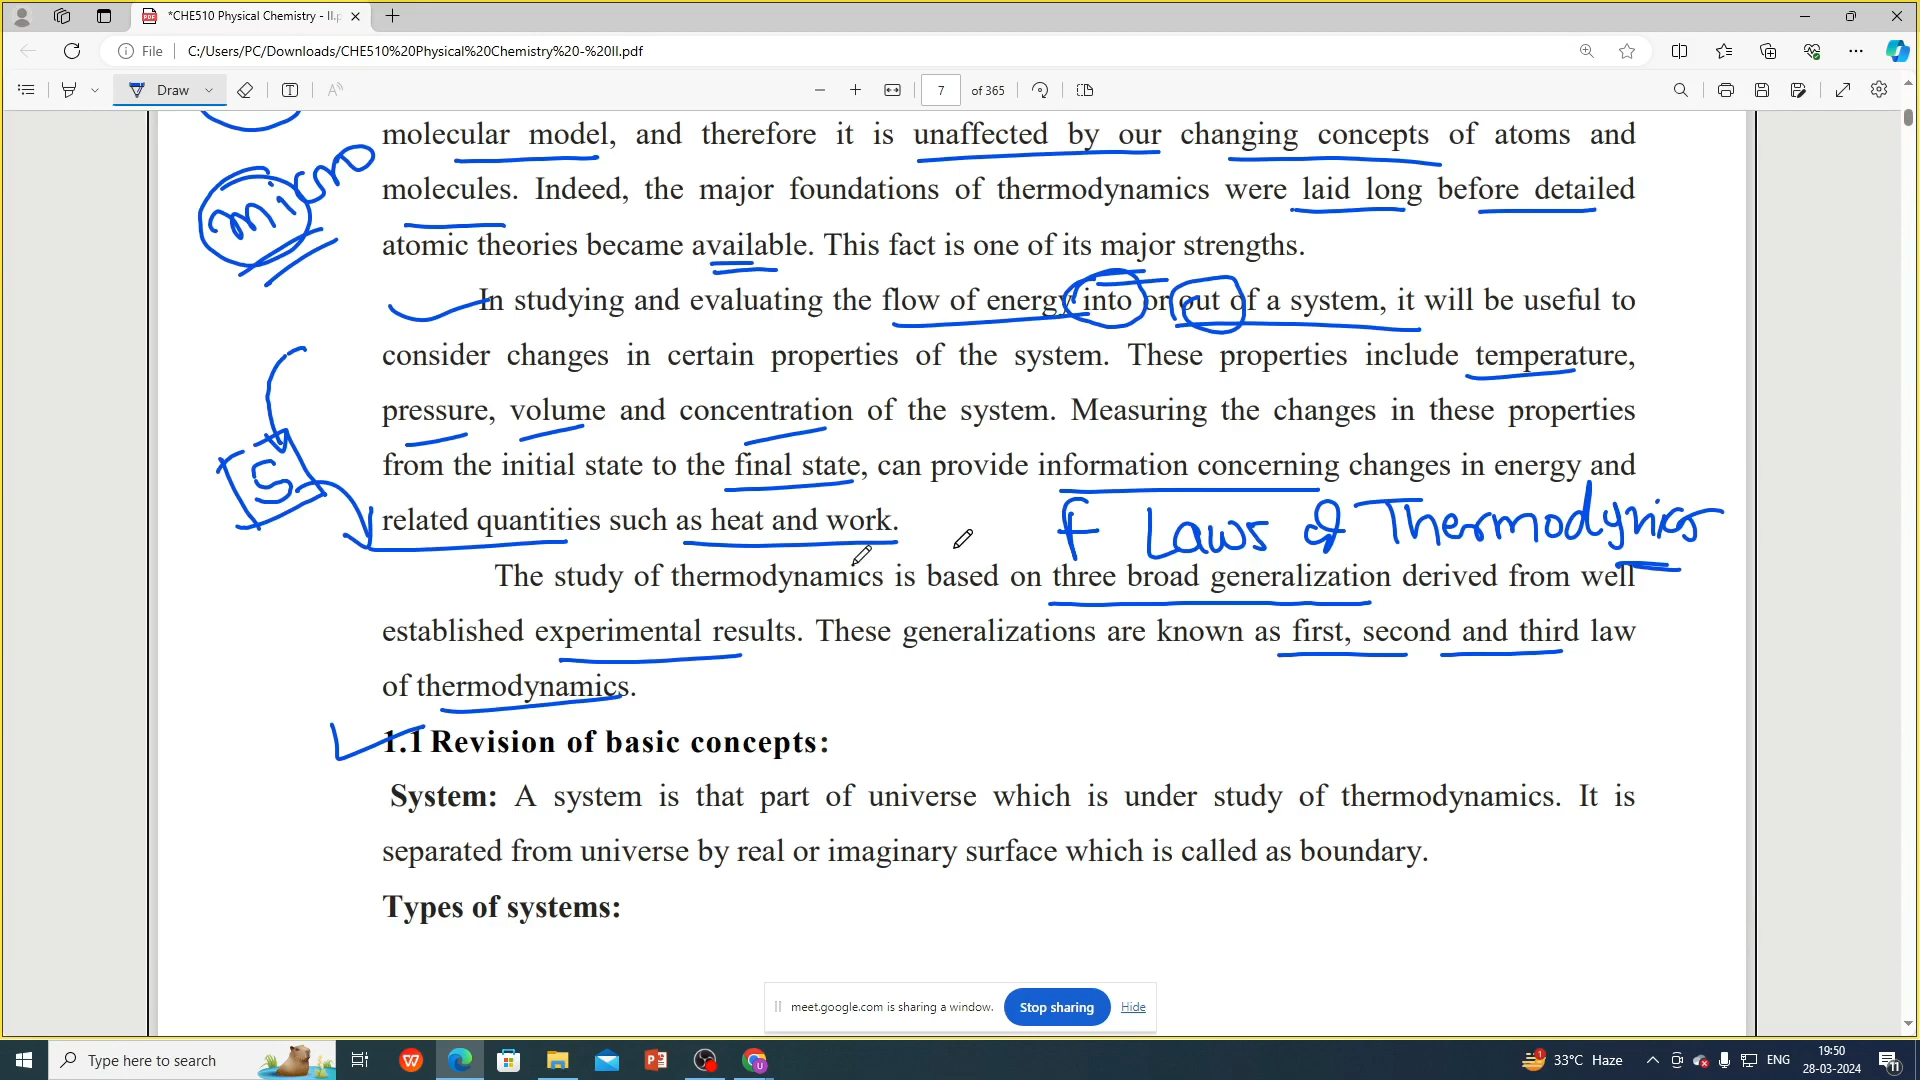 *CHE510 Physical Chemistry - II.p
File C:/Users/PC/Downloads/CHE510%20Physical%20Chemistry%20-%20II.pdf
Draw 7 of 365
molecular model, and therefore it is unaffected by our changing concepts of atoms and
micro
molecules. Indeed, the major foundations of thermodynamics were laid long before detailed
atomic theories became available. This fact is one of its major strengths.
In studying and evaluating the flow of energy into or out of a system, it will be useful to
consider changes in certain properties of the system. These properties include temperature,
pressure, volume and concentration of the system. Measuring the changes in these properties
from the initial state to the final state, can provide information concerning changes in energy and
S
related quantities such as heat and work.
Laws of Thermodynics
The study of thermodynamics is based on three broad generalization derived from well
established experimental results. These generalizations are known as first, second and third law
of thermodynamics.
1.1 Revision of basic concepts:
System: A system is that part of universe which is under study of thermodynamics. It is
separated from universe by real or imaginary surface which is called as boundary.
Types of systems:
meet.google.com is sharing a window. Stop sharing Hide
Type here to search
33°C Haze
ENG
19:50
28-03-2024
11